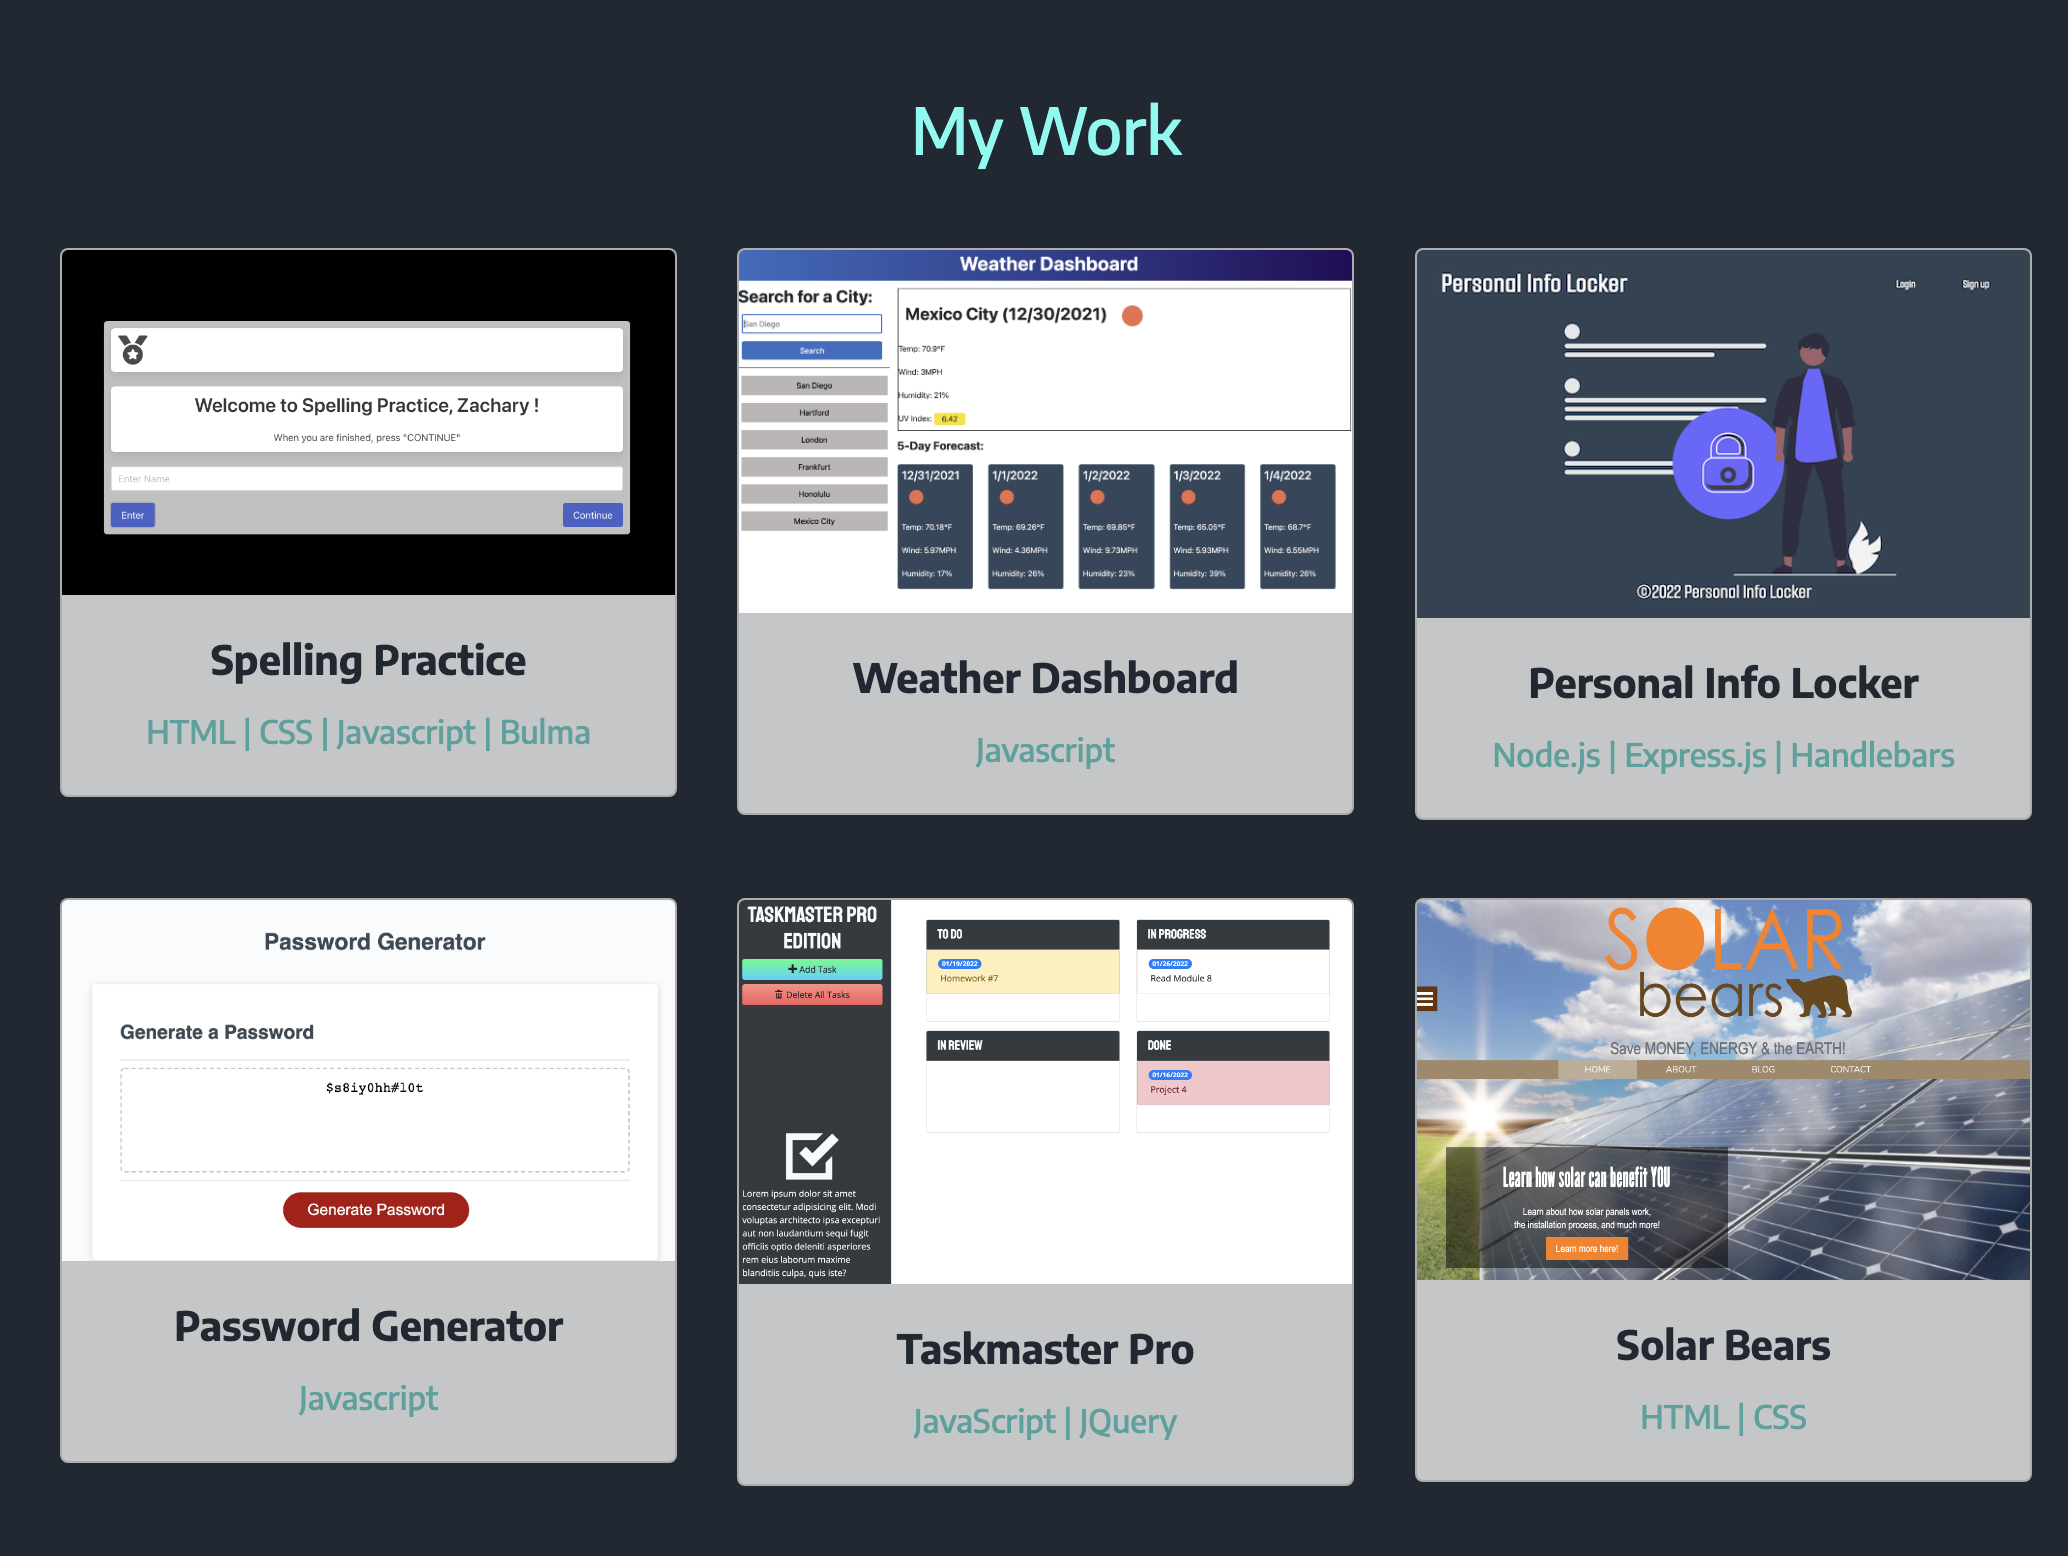 My Work
Welcome to Spelling Practice, Zachary !
When you are finished, press "CONTINUE"
Enter Name
Enter
Continue
Spelling Practice
HTML | CSS | Javascript | Bulma
Weather Dashboard
Search for a City:
San Diego
Search
San Diego
Hartford
London
Frankfurt
Honolulu
Mexico City
Mexico City (12/30/2021)
Temp: 70.9°F
Wind: 3MPH
Humidity: 21%
UV Index: 6.42
5-Day Forecast:
12/31/2021
Temp: 70.18°F
Wind: 5.97MPH
Humidity: 17%
1/1/2022
Temp: 69.26°F
Wind: 4.36MPH
Humidity: 26%
1/2/2022
Temp: 69.85°F
Wind: 9.73MPH
Humidity: 23%
1/3/2022
Temp: 65.05°F
Wind: 5.93MPH
Humidity: 39%
1/4/2022
Temp: 68.7°F
Wind: 6.55MPH
Humidity: 26%
Weather Dashboard
Javascript
Personal Info Locker
Login
Sign up
©2022 Personal Info Locker
Personal Info Locker
Node.js | Express.js | Handlebars
Password Generator
Generate a Password
$s8iy0hh#l0t
Generate Password
Password Generator
Javascript
TASKMASTER PRO
EDITION
Add Task
Delete All Tasks
Lorem ipsum dolor sit amet
consectetur adipisicing elit. Modi
voluptas architecto ipsa excepturi
aut non laudantium sequi fugit
officiis optio deleniti asperiores
rem eius laborum maxime
blanditiis culpa, quis iste?
TO DO
01/19/2022
Homework #7
IN PROGRESS
01/26/2022
Read Module 8
IN REVIEW
DONE
01/16/2022
Project 4
Taskmaster Pro
JavaScript | JQuery
SOLAR
bears
Save MONEY, ENERGY & the EARTH!
HOME
ABOUT
BLOG
CONTACT
Learn how solar can benefit YOU
Learn about how solar panels work,
the installation process, and much more!
Learn more here!
Solar Bears
HTML | CSS